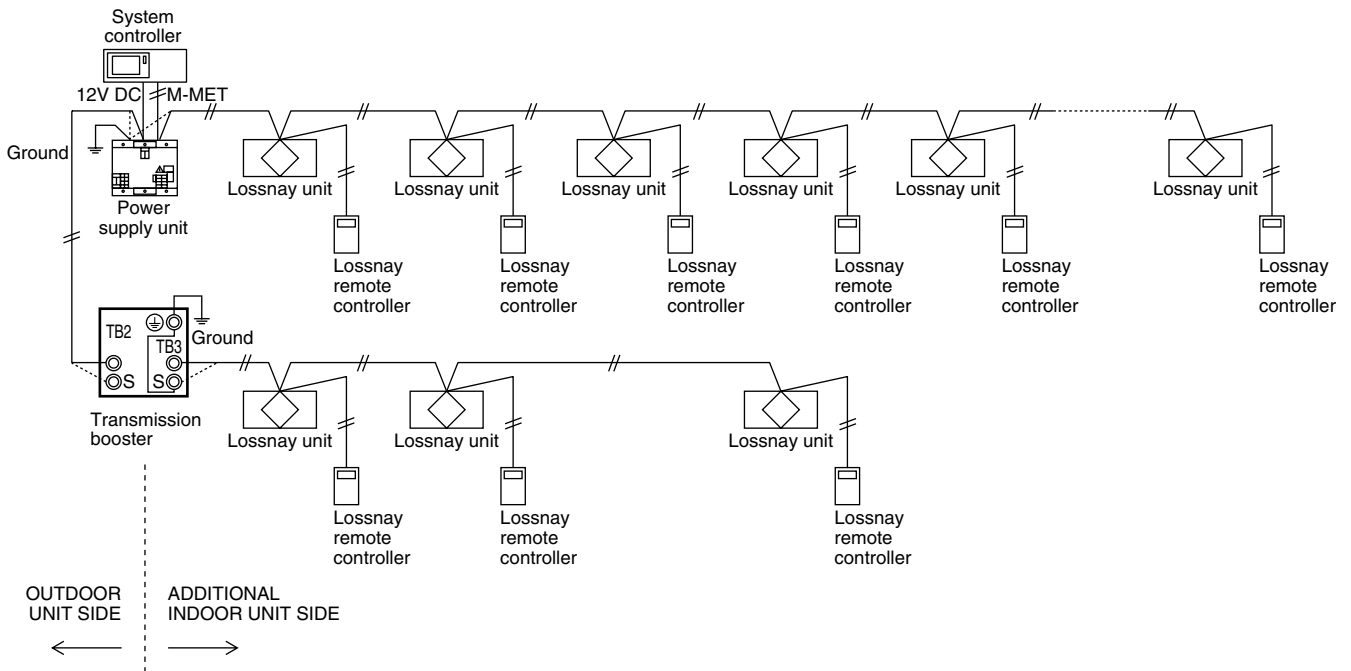 System
controller
12V DC
M-MET
Ground
Power
supply unit
Lossnay unit
Lossnay unit
Lossnay unit
Lossnay unit
Lossnay unit
Lossnay unit
Lossnay
remote
controller
Lossnay
remote
controller
Lossnay
remote
controller
Lossnay
remote
controller
Lossnay
remote
controller
Lossnay
remote
controller
TB2
TB3
S
S
Ground
Transmission
booster
Lossnay unit
Lossnay unit
Lossnay unit
Lossnay
remote
controller
Lossnay
remote
controller
Lossnay
remote
controller
OUTDOOR
UNIT SIDE
ADDITIONAL
INDOOR UNIT SIDE